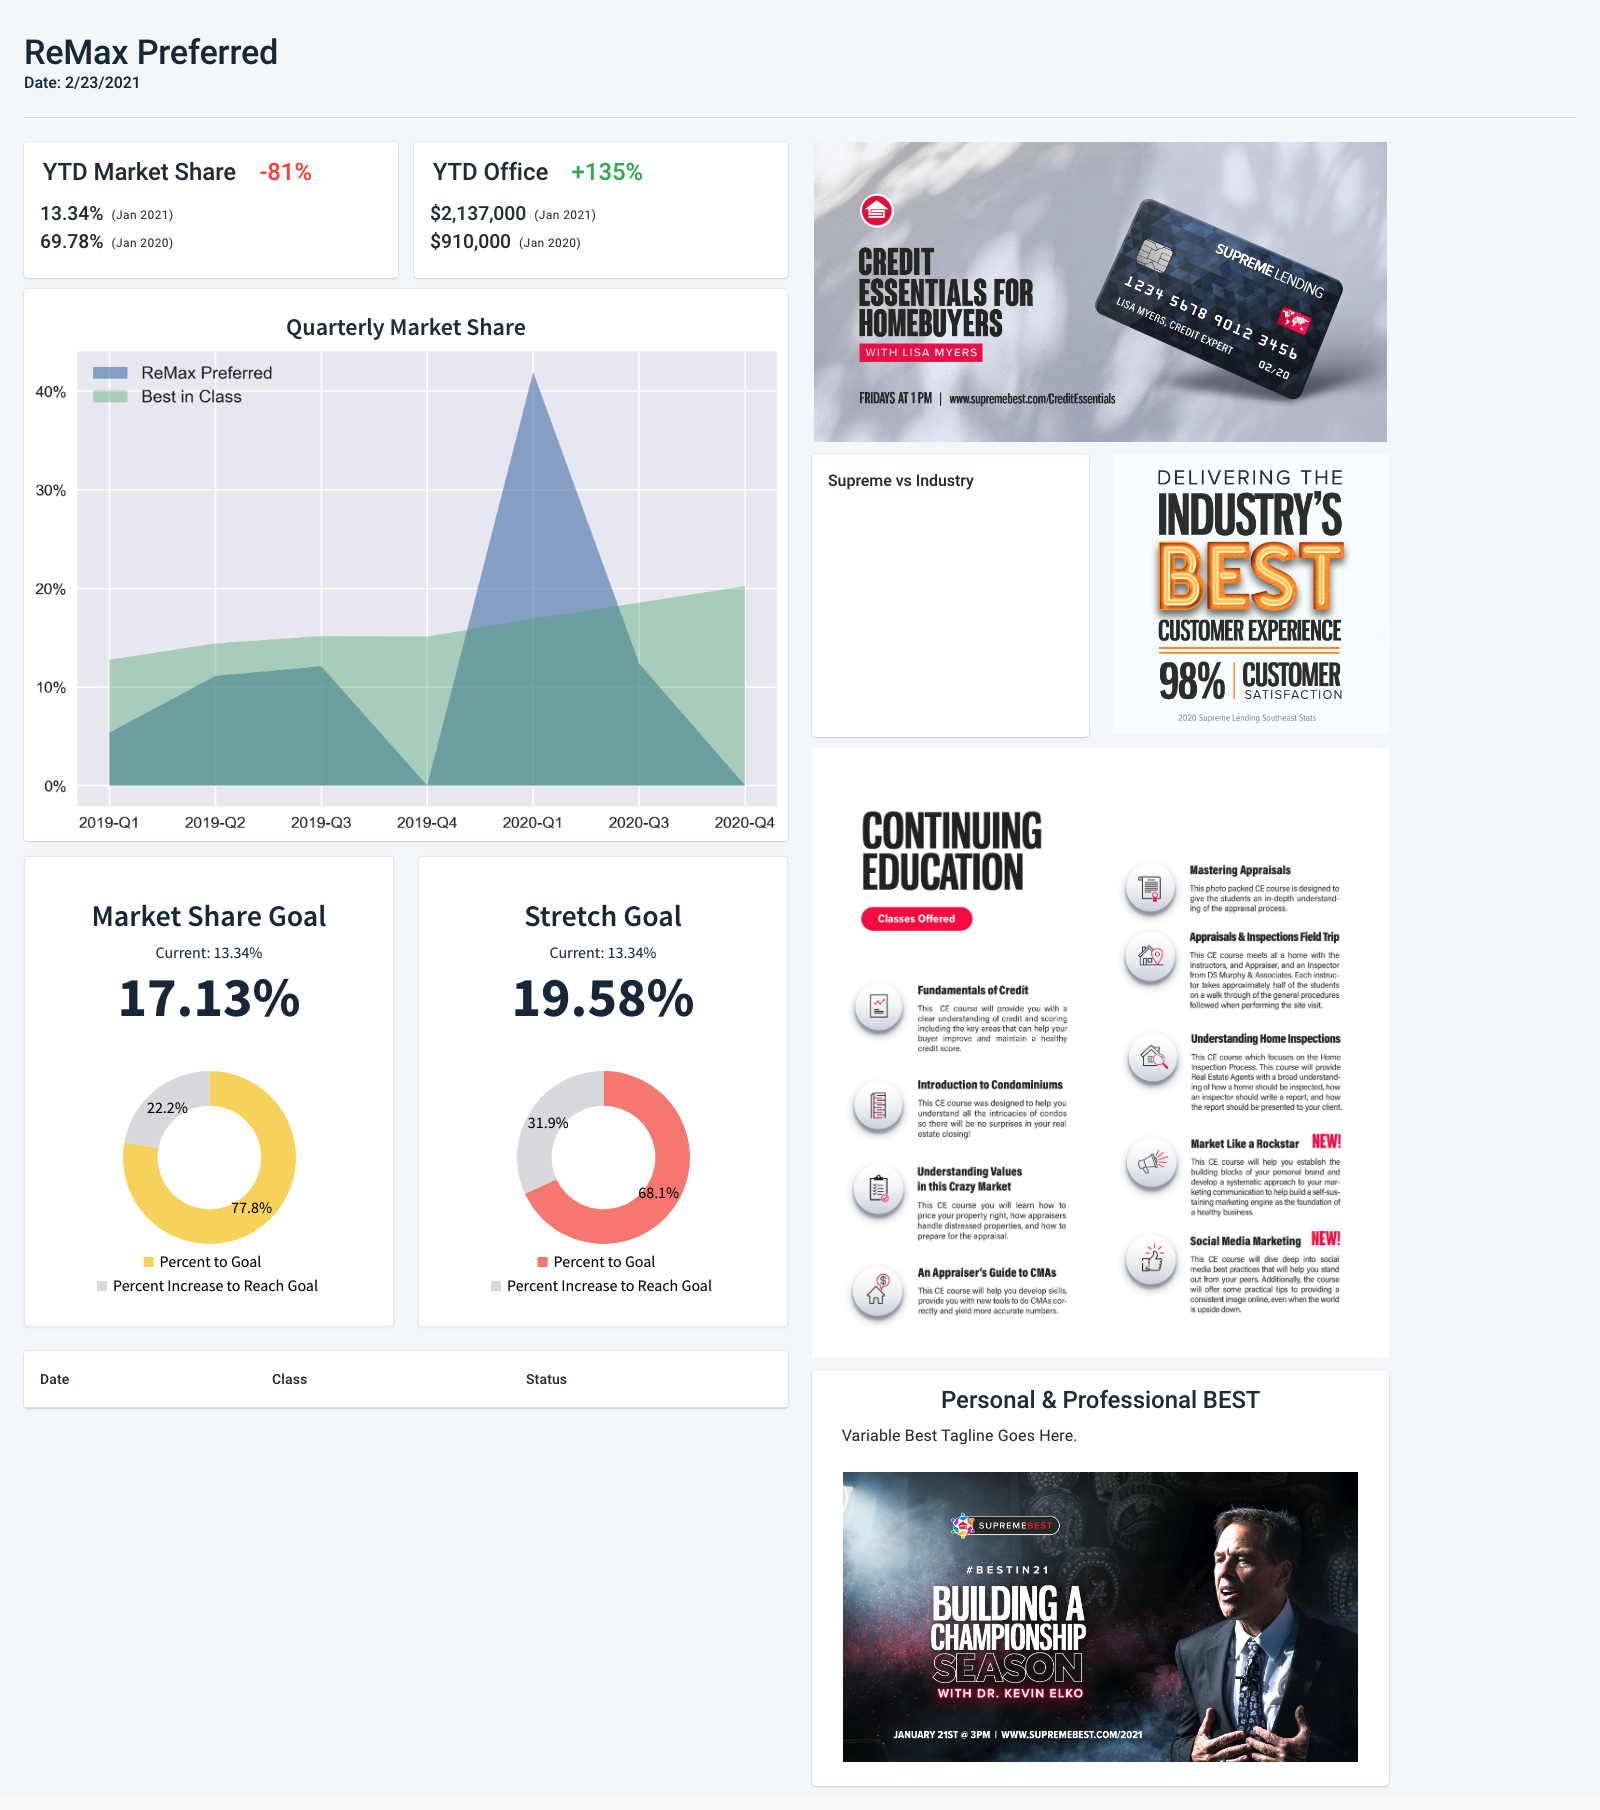 ReMax Preferred
Date: 2/23/2021
YTD Market Share -81%
13.34% (Jan 2021)
69.78% (Jan 2020)
YTD Office +135%
$2,137,000 (Jan 2021)
$910,000 (Jan 2020)
Quarterly Market Share
ReMax Preferred
Best in Class
40%
30%
20%
10%
0%
2019-Q1 2019-Q2 2019-Q3 2019-Q4 2020-Q1 2020-Q3 2020-Q4
Market Share Goal
Current: 13.34%
17.13%
22.2%
77.8%
Percent to Goal
Percent Increase to Reach Goal
Stretch Goal
Current: 13.34%
19.58%
31.9%
68.1%
Percent to Goal
Percent Increase to Reach Goal
Date Class Status
CREDIT
ESSENTIALS FOR
HOMEBUYERS
WITH LISA MYERS
FRIDAYS AT 1 PM | www.supremebest.com/CreditEssentials
SUPREME LENDING
1234 5678 9012 3456
LISA MYERS, CREDIT EXPERT
02/20
Supreme vs Industry
DELIVERING THE
INDUSTRY'S
BEST
CUSTOMER EXPERIENCE
98% CUSTOMER
SATISFACTION
2020 Supreme Lending Southeast Stats
CONTINUING
EDUCATION
Classes Offered
Fundamentals of Credit
This CE course will provide you with a
clear understanding of credit and scoring
including the key areas that can help your
buyer improve and maintain a healthy
credit score.
Introduction to Condominiums
This CE course was designed to help you
understand all the intricacies of condos
so there will be no surprises in your real
estate closing!
Understanding Values
in this Crazy Market
This CE course you will learn how to
price your property right, how appraisers
handle distressed properties, and how to
prepare for the appraisal.
An Appraiser's Guide to CMAs
This CE course will help you develop skills,
provide you with new tools to do CMAs cor-
rectly and yield more accurate numbers.
Mastering Appraisals
This photo packed CE course is designed to
give the students an in-depth understand-
ing of the appraisal process.
Appraisals & Inspections Field Trip
This CE course meets at a home with the
instructors, and Appraiser, and an Inspector
from DS Murphy & Associates. Each instruc-
tor takes approximately half of the students
on a walk through of the general procedures
followed when performing the site visit.
Understanding Home Inspections
This CE course which focuses on the Home
Inspection Process. This course will provide
Real Estate Agents with a broad understand-
ing of how a home should be inspected, how
an inspector should write a report, and how
the report should be presented to your client.
Market Like a Rockstar NEW!
This CE course will help you establish the
building blocks of your personal brand and
develop a systematic approach to your mar-
keting communication to help build a self-sus-
taining marketing engine as the foundation of
a healthy business.
Social Media Marketing NEW!
This CE course will dive deep into social
media best practices that will help you stand
out from your peers. Additionally, the course
will offer some practical tips to providing a
consistent image online, even when the world
is upside down.
Personal & Professional BEST
Variable Best Tagline Goes Here.
SUPREMEBEST
#BESTIN21
BUILDING A
CHAMPIONSHIP
SEASON
WITH DR. KEVIN ELKO
JANUARY 21ST @ 3PM | WWW.SUPREMEBEST.COM/2021